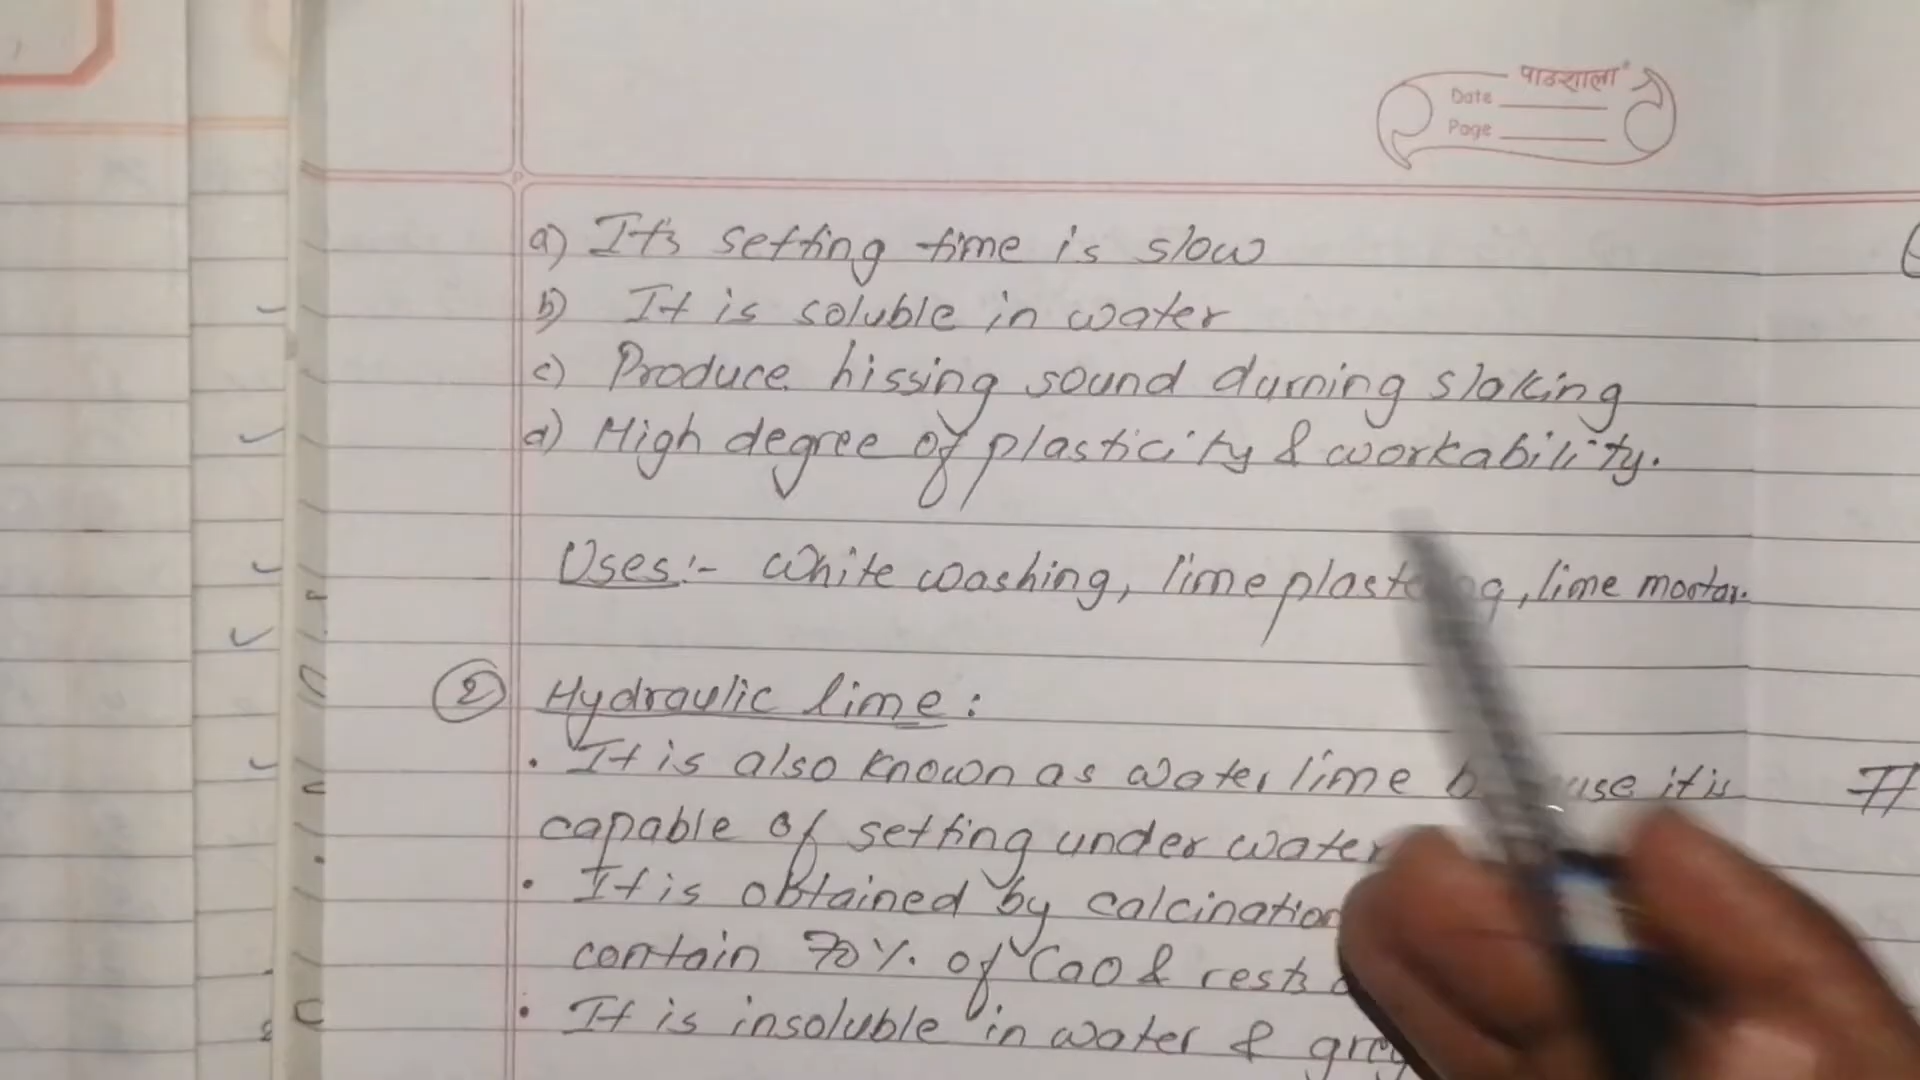 पाठशाला
Date
Page
a) It's setting time is slow
b) It is soluble in water
c) Produce hissing sound durning slaking
d) High degree of plasticity & workability.
Uses:- White washing, lime plastering, lime mortar.
② Hydraulic lime:
• It is also known as water lime because it is
capable of setting under water
• It is obtained by calcination
contain 70% of CaO & rest
• It is insoluble in water &